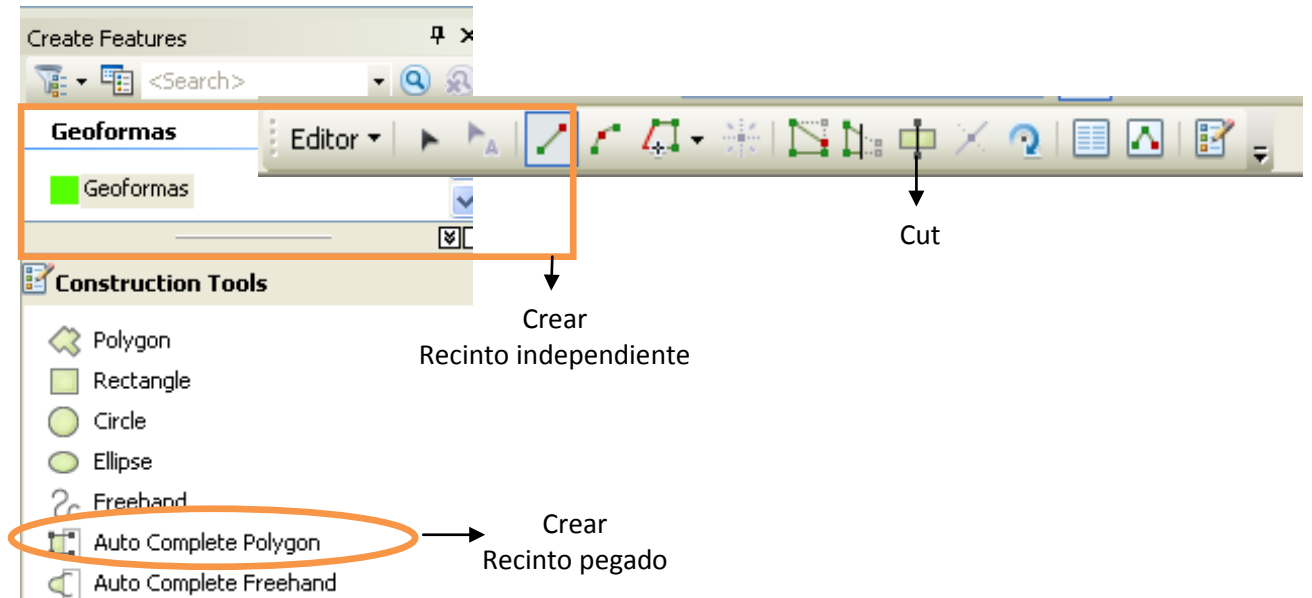 Create Features
<Search>
Geoformas
Editor
Geoformas
Cut
Construction Tools
Crear
Recinto independiente
Polygon
Rectangle
Circle
Ellipse
Freehand
Auto Complete Polygon
Crear
Recinto pegado
Auto Complete Freehand